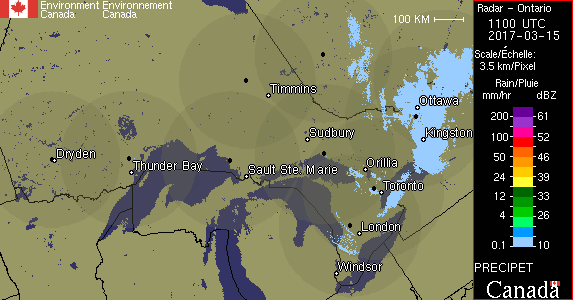 Environment Environnement
Canada Canada
100 KM
Timmins
Ottawa
Sudbury
Kingston
Dryden
Thunder Bay
Sault Ste. Marie
Orillia
Toronto
London
Windsor
Radar - Ontario
1100 UTC
2017-03-15
Scale/Échelle:
3.5 km/Pixel
Rain/Pluie
mm/hr dBZ
200 61
100 52
50 46
24 39
12 33
4 26
0.1 10
PRECIPET
Canada